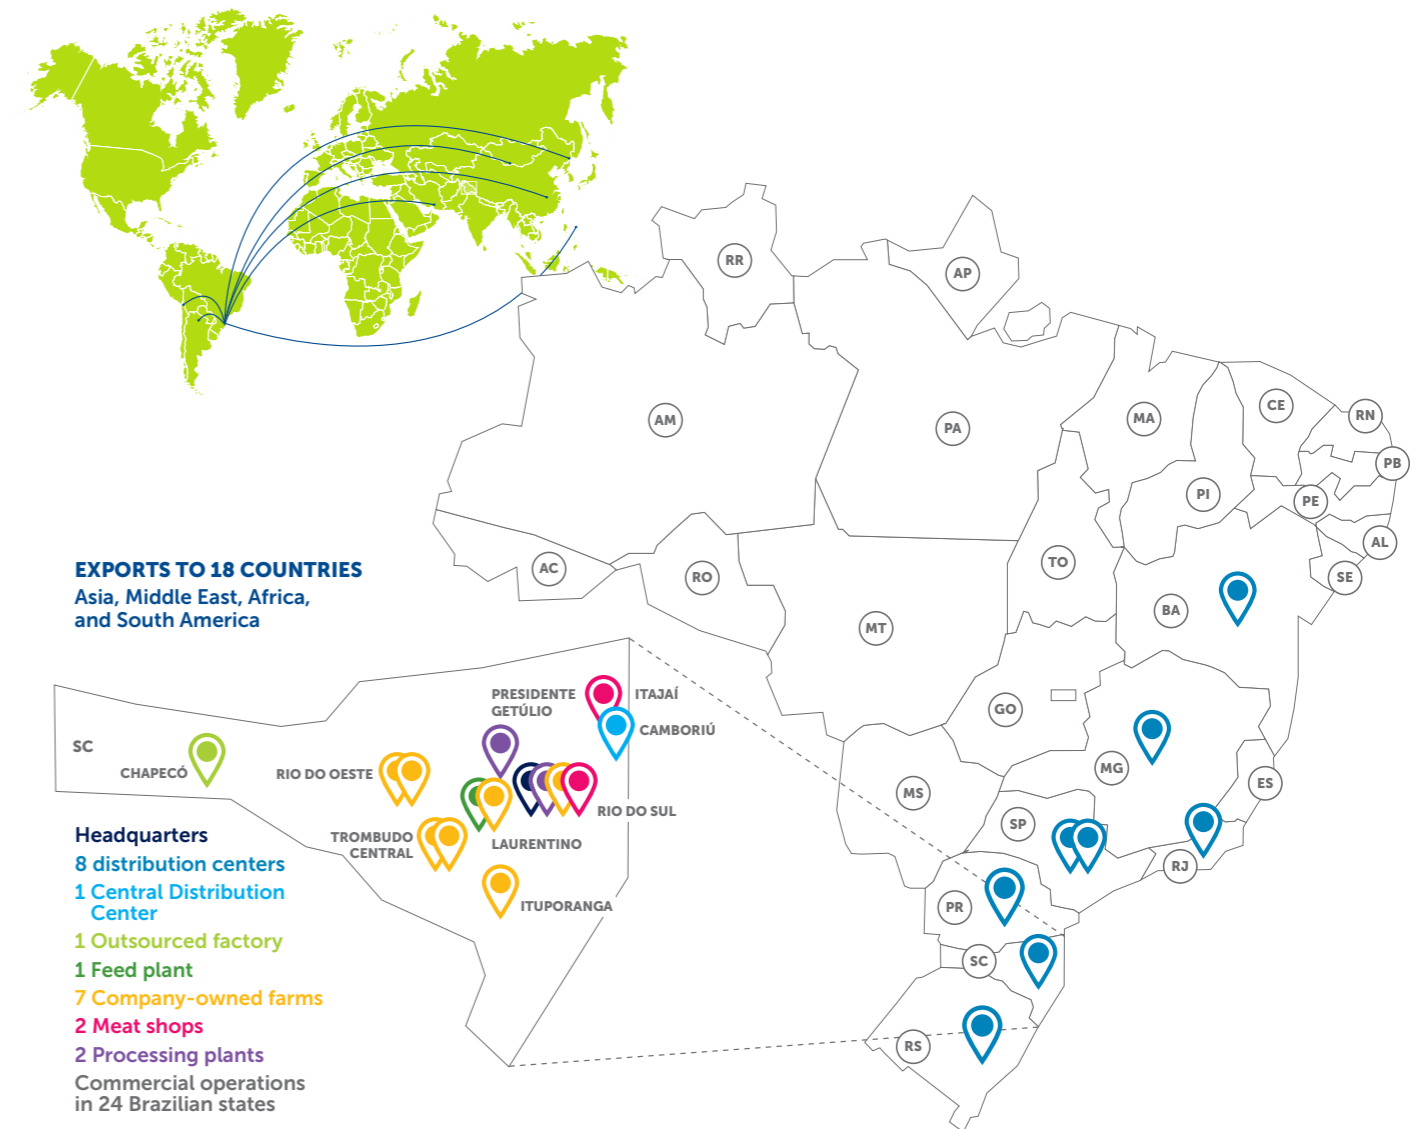 EXPORTS TO 18 COUNTRIES
Asia, Middle East, Africa,
and South America
RR
AP
AM
PA
MA
CE
RN
PB
PI
PE
AL
SE
AC
RO
TO
BA
MT
GO
MG
ES
MS
SP
RJ
PR
SC
RS
SC
CHAPECÓ
RIO DO OESTE
TROMBUDO
CENTRAL
PRESIDENTE
GETÚLIO
ITAJAÍ
CAMBORIÚ
RIO DO SUL
LAURENTINO
ITUPORANGA
Headquarters
8 distribution centers
1 Central Distribution
Center
1 Outsourced factory
1 Feed plant
7 Company-owned farms
2 Meat shops
2 Processing plants
Commercial operations
in 24 Brazilian states